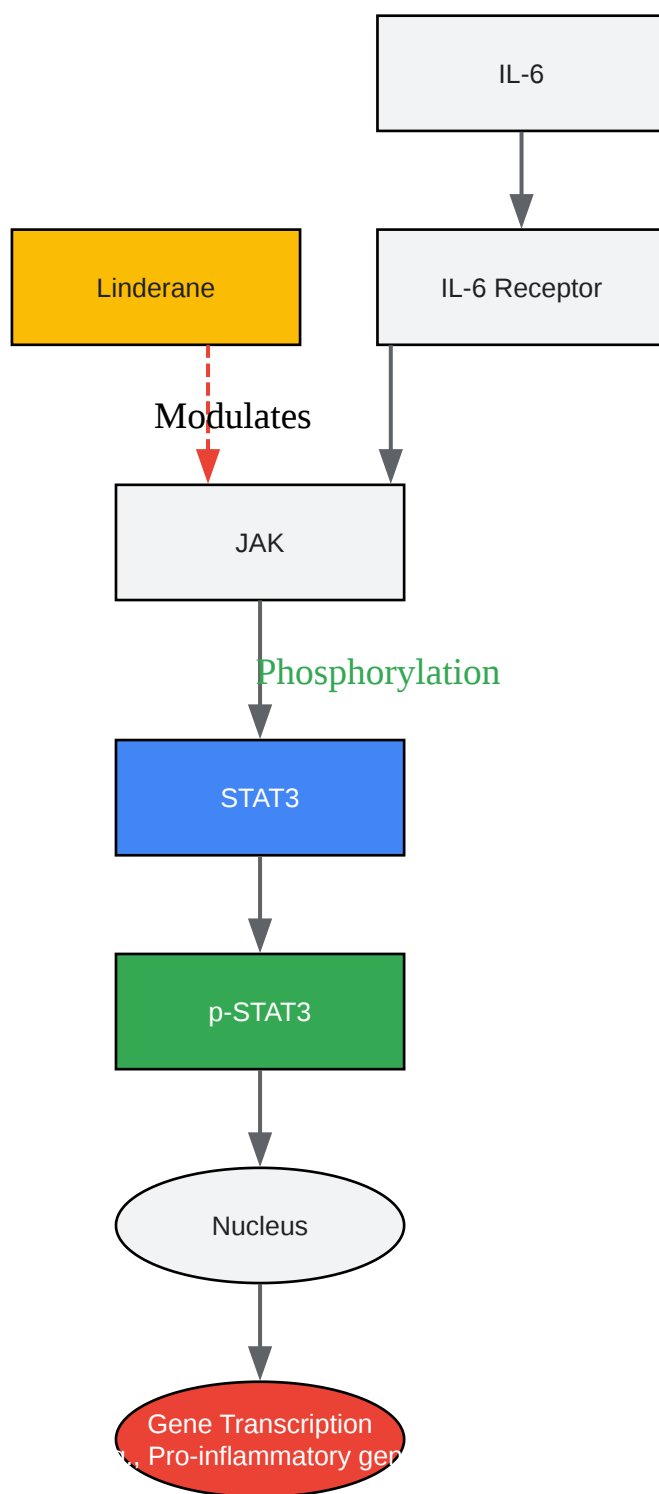 IL-6
Linderane
IL-6 Receptor
Modulates
JAK
Phosphorylation
STAT3
p-STAT3
Nucleus
Gene Transcription
., Pro-inflammatory